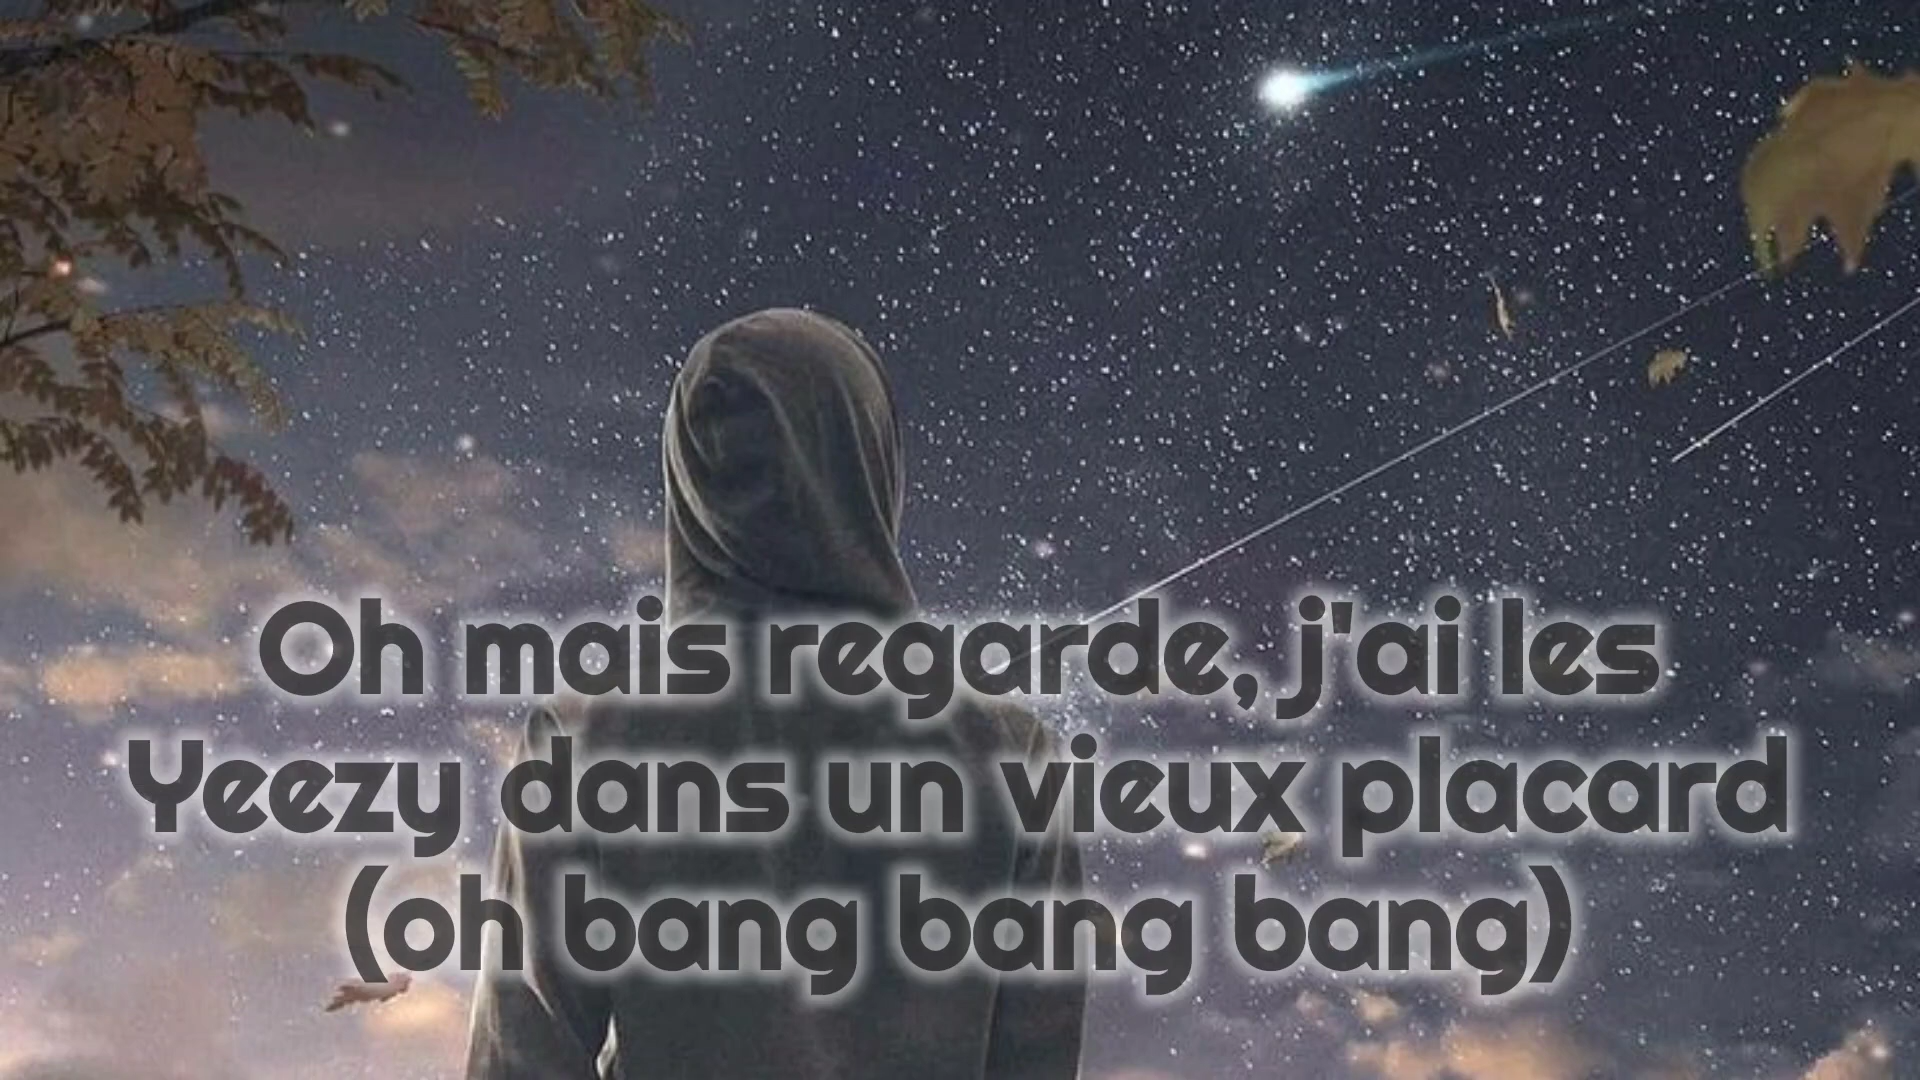 Oh mais regarde, j'ai les
Yeezy dans un vieux placard
(oh bang bang bang)